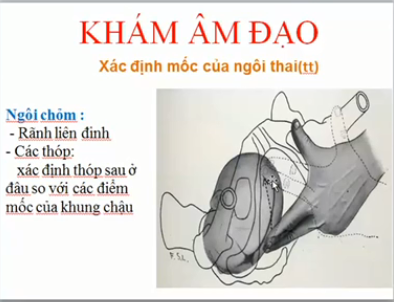 KHÁM ÂM ĐẠO
Xác định mốc của ngôi thai(tt)
Ngôi chỏm :
- Rãnh liên đỉnh
- Các thóp:
xác định thóp sau ở
đâu so với các điểm
mốc của khung chậu